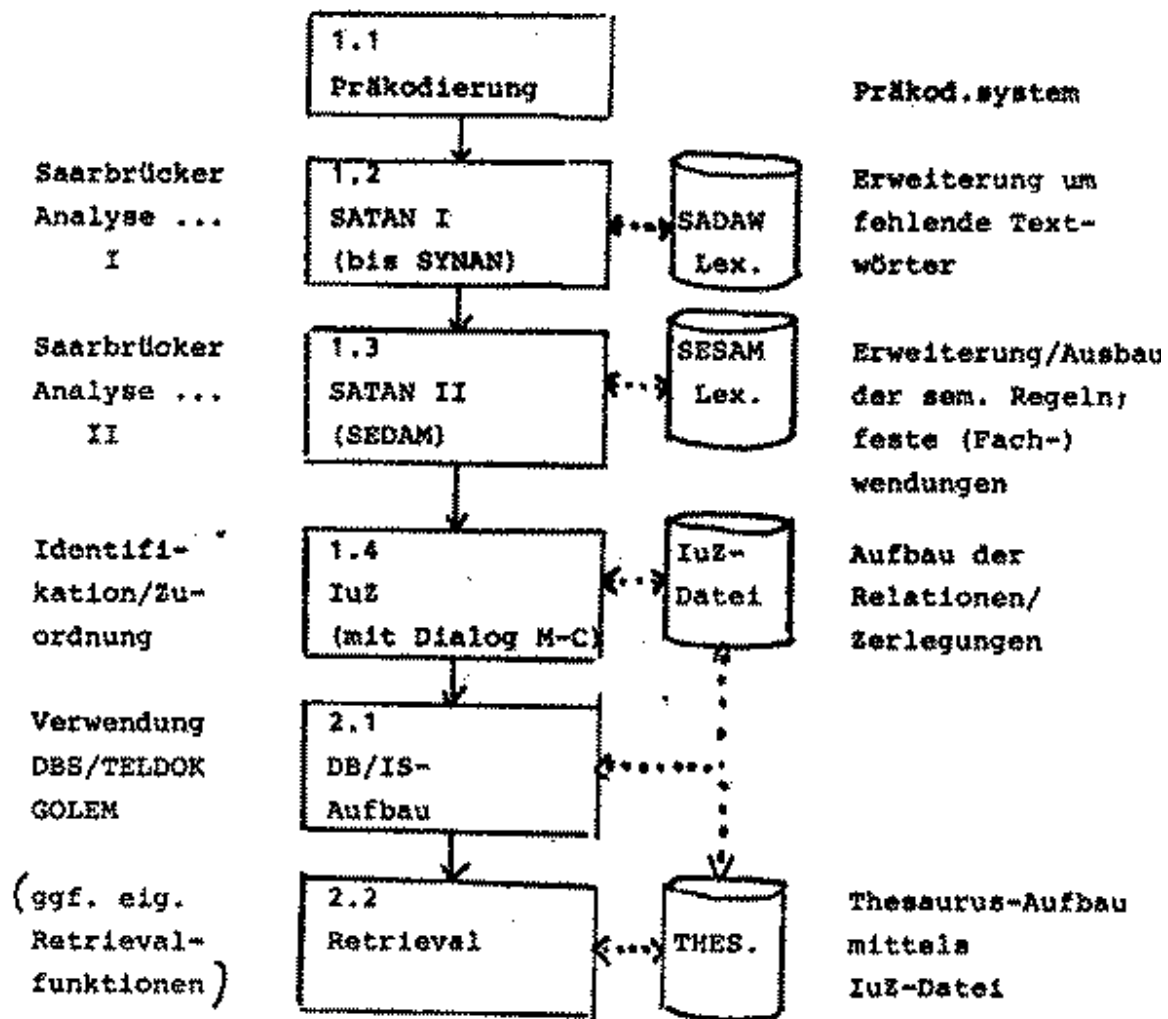 1.1
Präkodierung
Präkod.system
Saarbrücker
Analyse ...
I
1.2
SATAN I
(bis SYNAN)
SADAW
Lex.
Erweiterung um
fehlende Text-
wörter
Saarbrücker
Analyse ...
II
1.3
SATAN II
(SEDAM)
SESAM
Lex.
Erweiterung/Ausbau
der sem. Regeln;
feste (Fach-)
wendungen
Identifi-
kation/Zu-
ordnung
1.4
IuZ
(mit Dialog M-C)
IuZ-
Datei
Aufbau der
Relationen/
Zerlegungen
Verwendung
DBS/TELDOK
GOLEM
2.1
DB/IS-
Aufbau
(ggf. eig.
Retrieval-
funktionen)
2.2
Retrieval
THES.
Thesaurus-Aufbau
mittels
IuZ-Datei